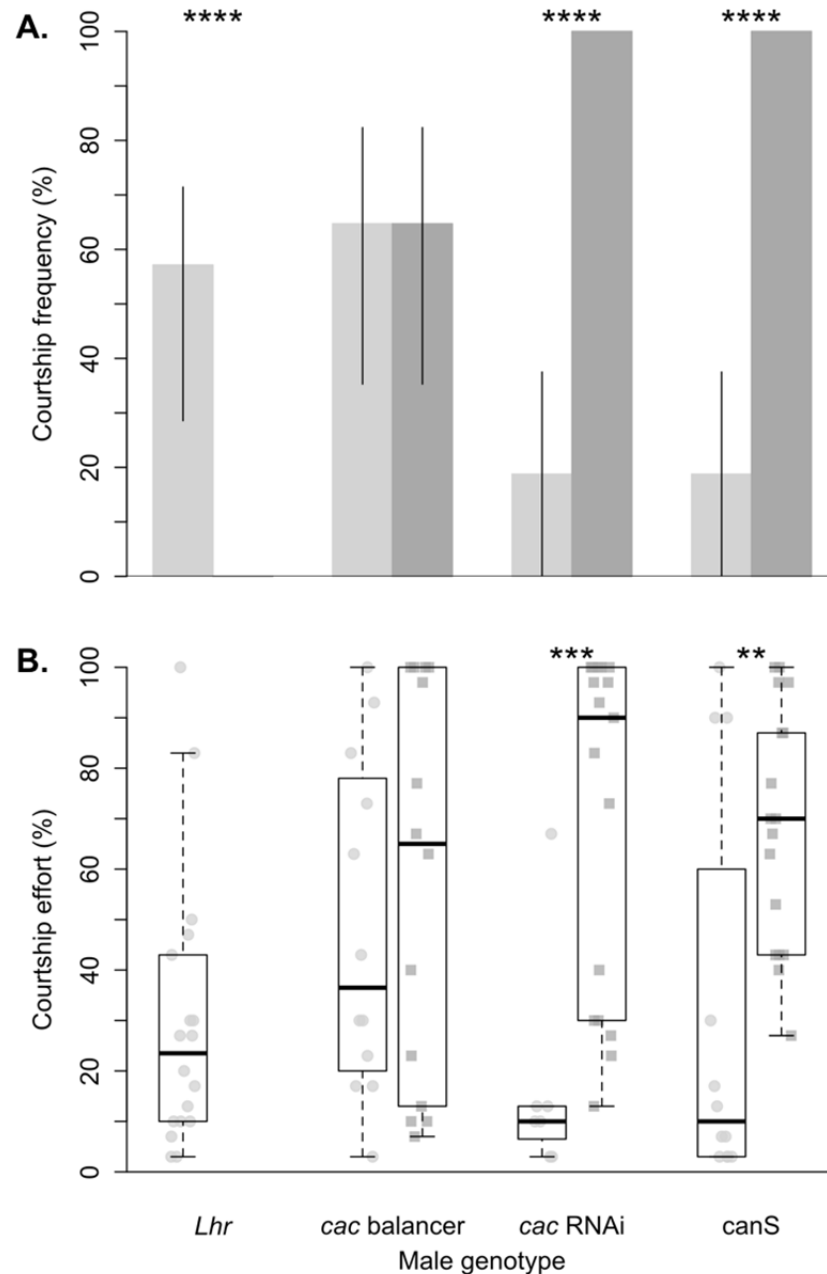 A.
****
****
****
Courtship frequency (%)
100
80
60
40
20
0
B.
***
**
Courtship effort (%)
100
80
60
40
20
0
Lhr
cac balancer
cac RNAi
canS
Male genotype